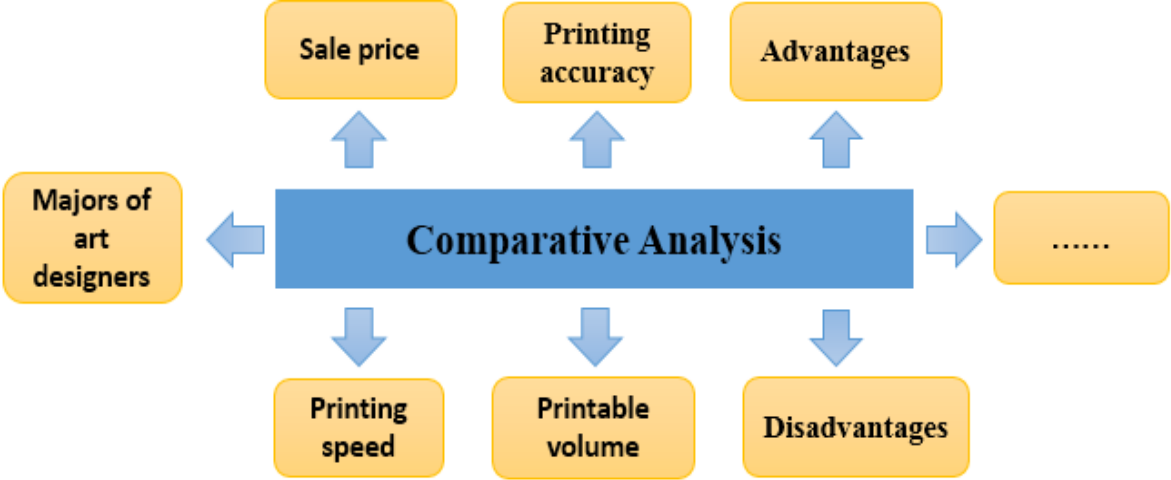 Sale price
Printing
accuracy
Advantages
Majors of
art
designers
Comparative Analysis
......
Printing
speed
Printable
volume
Disadvantages